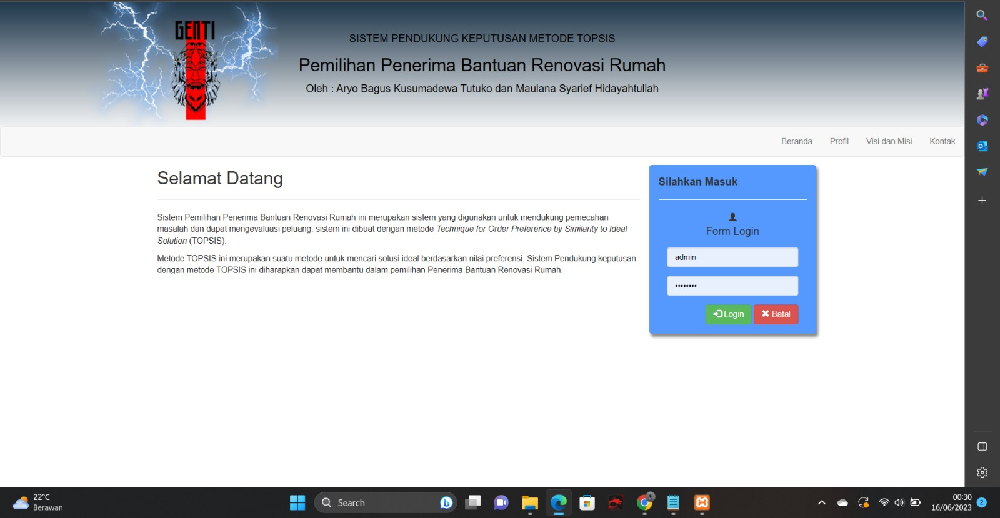 GENTI
SISTEM PENDUKUNG KEPUTUSAN METODE TOPSIS
Pemilihan Penerima Bantuan Renovasi Rumah
Oleh : Aryo Bagus Kusumadewa Tutuko dan Maulana Syarief Hidayahtullah
Beranda Profil Visi dan Misi Kontak
Selamat Datang
Sistem Pemilihan Penerima Bantuan Renovasi Rumah ini merupakan sistem yang digunakan untuk mendukung pemecahan
masalah dan dapat mengevaluasi peluang. sistem ini dibuat dengan metode Technique for Order Preference by Similarity to Ideal
Solution (TOPSIS).
Metode TOPSIS ini merupakan suatu metode untuk mencari solusi ideal berdasarkan nilai preferensi. Sistem Pendukung keputusan
dengan metode TOPSIS ini diharapkan dapat membantu dalam pemilihan Penerima Bantuan Renovasi Rumah.
Silahkan Masuk
Form Login
admin
••••••••
Login Batal
22°C
Berawan
Search
00:30
16/06/2023
2